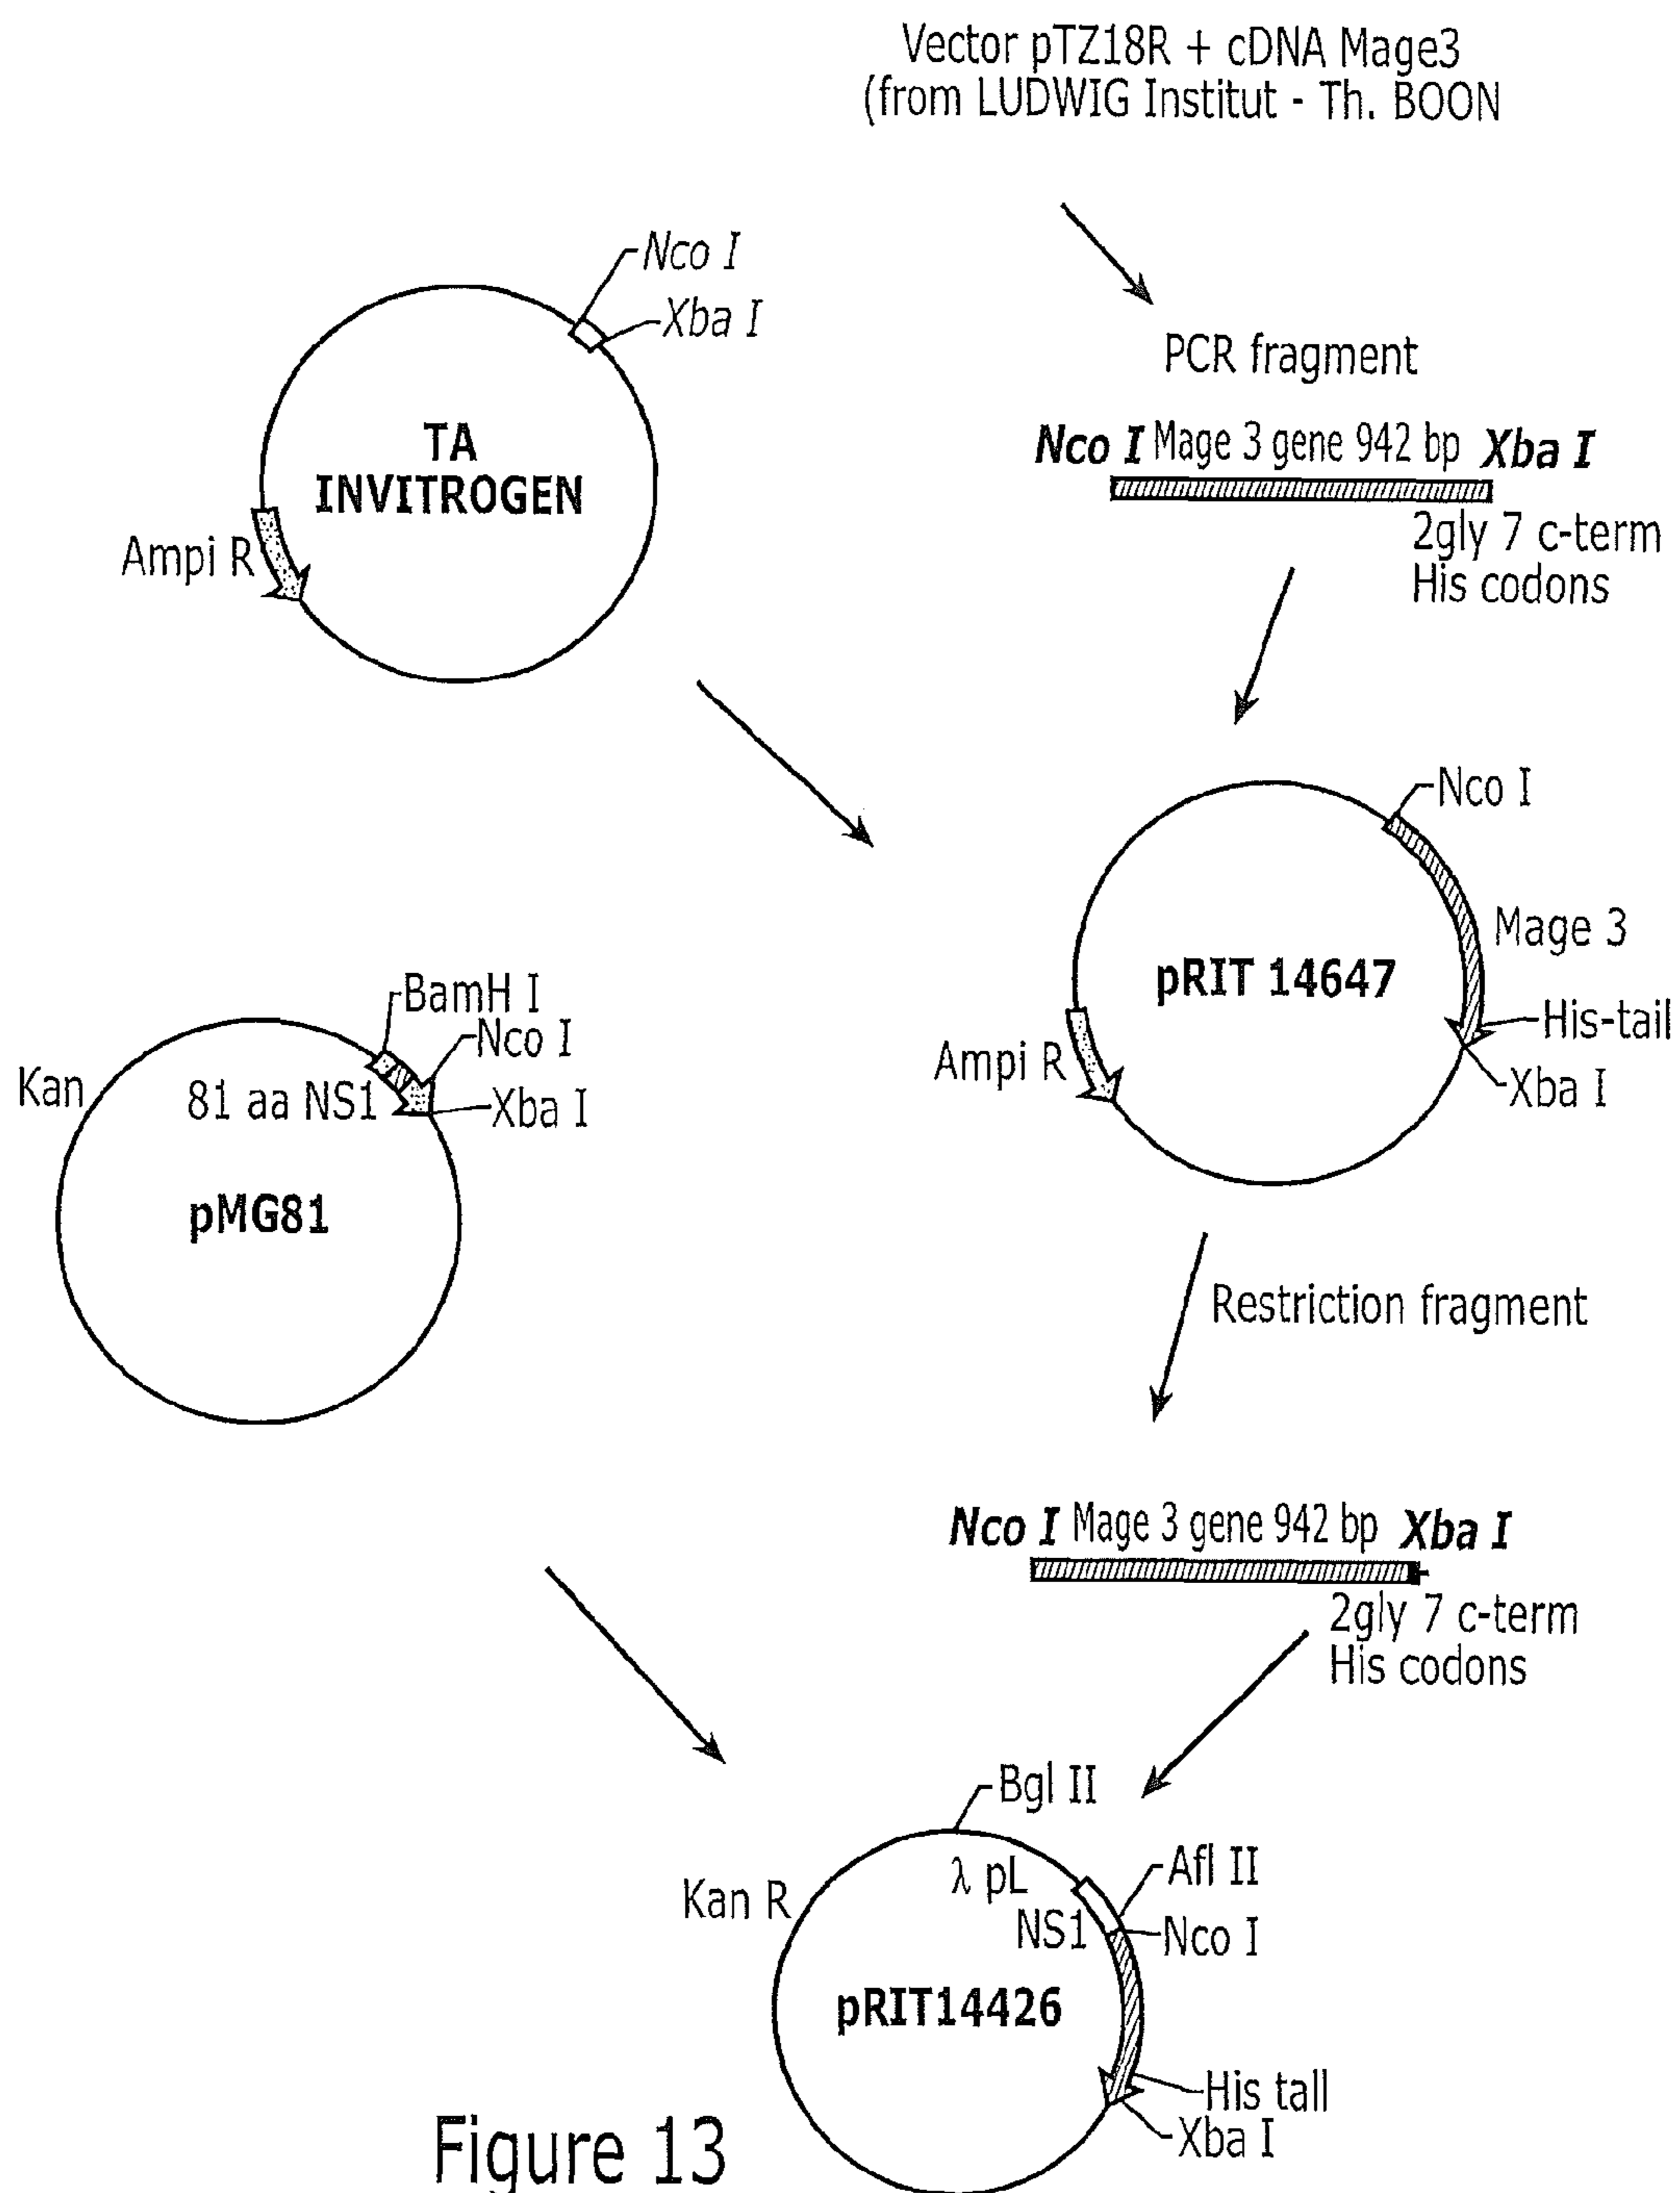 Vector pTZ18R + cDNA Mage3
(from LUDWIG Institut - Th. BOON
Nco I
Xba I
TA
INVITROGEN
Ampi R
PCR fragment
Nco I Mage 3 gene 942 bp Xba I
2gly 7 c-term
His codons
Nco I
Mage 3
pRIT 14647
His-tail
Xba I
Ampi R
BamH I
Nco I
Kan
81 aa NS1
Xba I
pMG81
Restriction fragment
Nco I Mage 3 gene 942 bp Xba I
2gly 7 c-term
His codons
Bgl II
λ pL
Afl II
Kan R
NS1
Nco I
pRIT14426
His tall
Xba I
Figure 13